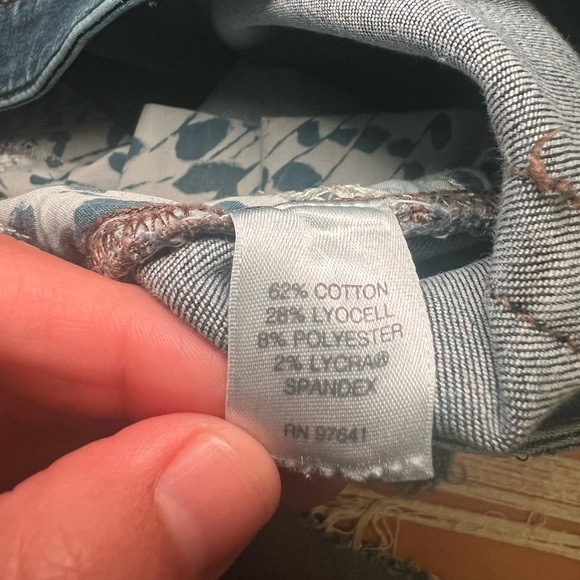 62% COTTON
28% LYOCELL
8% POLYESTER
2% LYCRA®
SPANDEX
RN 97641